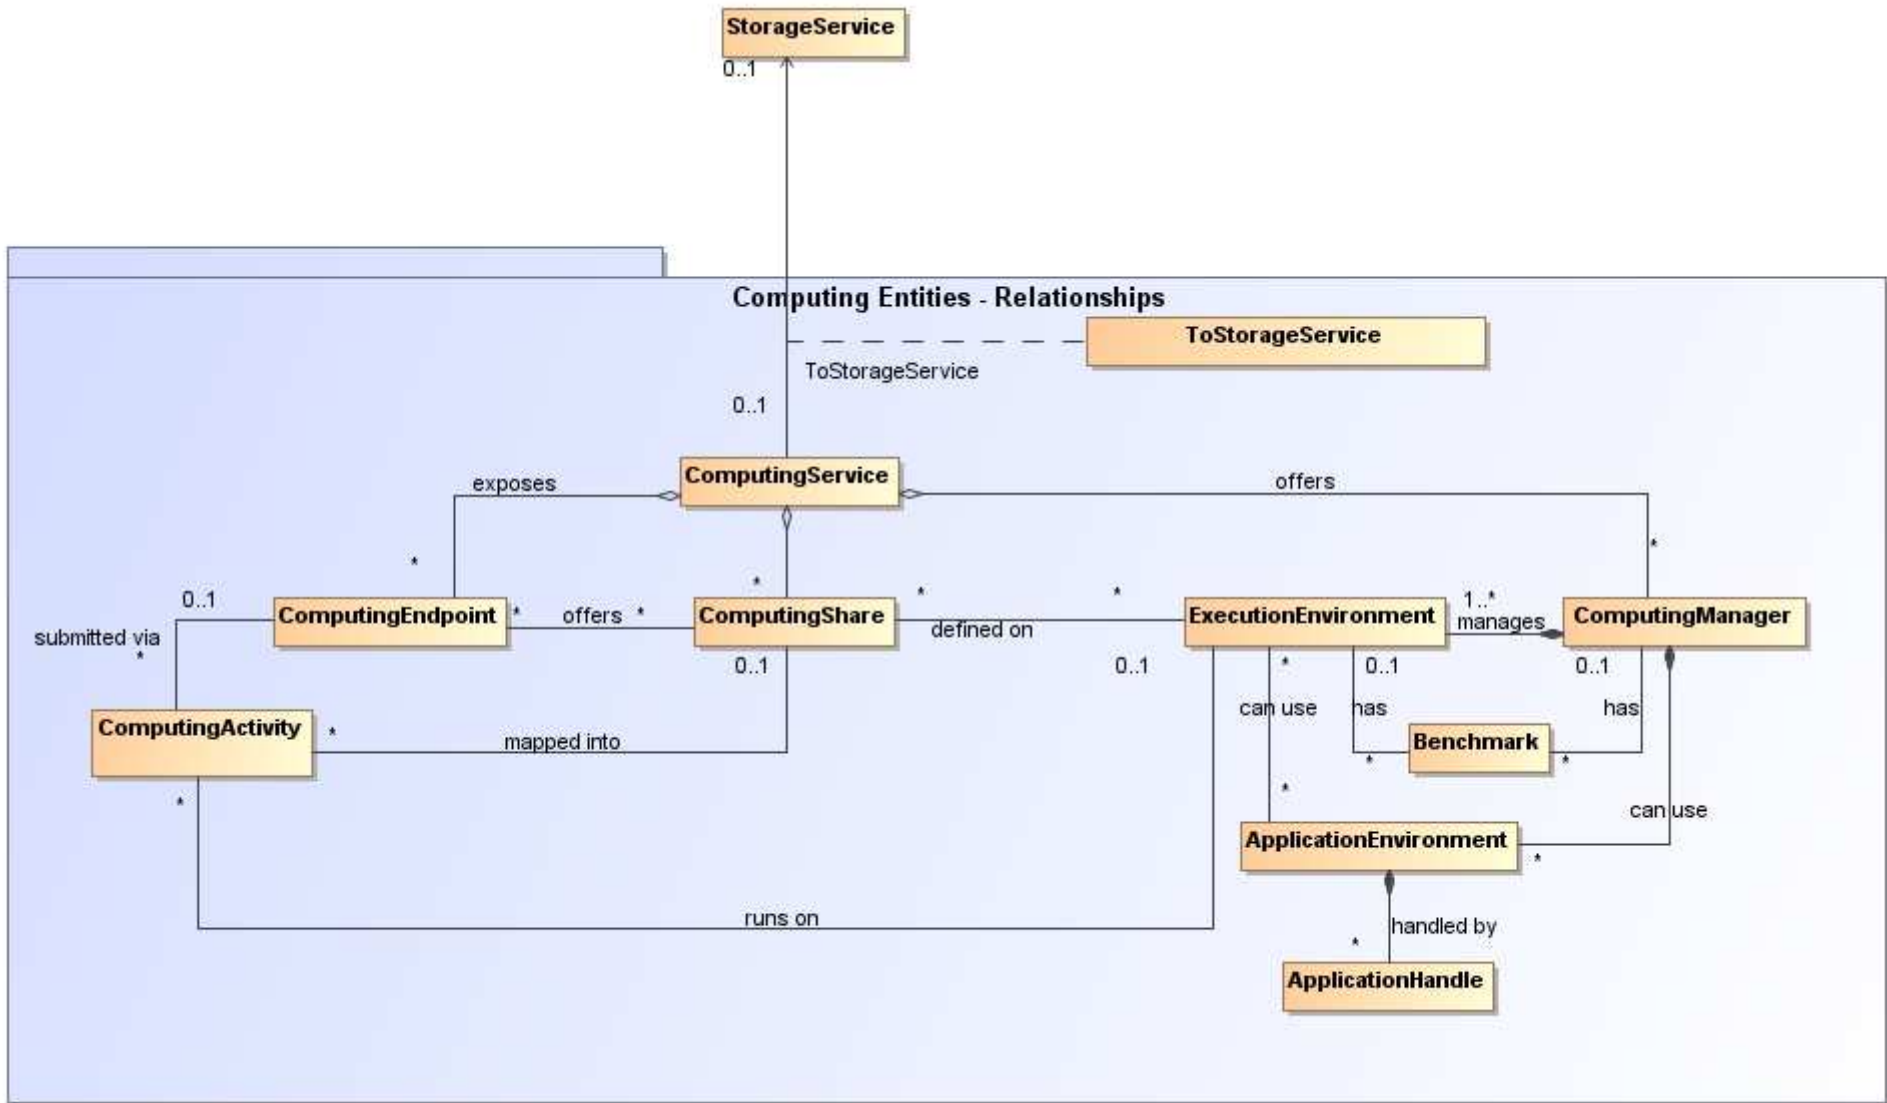 StorageService
0..1
Computing Entities - Relationships
ToStorageService
ToStorageService
0..1
ComputingService
exposes
offers
*
*
*
0..1
ComputingEndpoint
*
offers
*
ComputingShare
*
defined on
*
ExecutionEnvironment
1..*
manages
ComputingManager
submitted via
*
0..1
0..1
*
0..1
0..1
can use
has
has
ComputingActivity
*
mapped into
Benchmark
*
*
*
*
can use
ApplicationEnvironment
*
runs on
handled by
*
ApplicationHandle